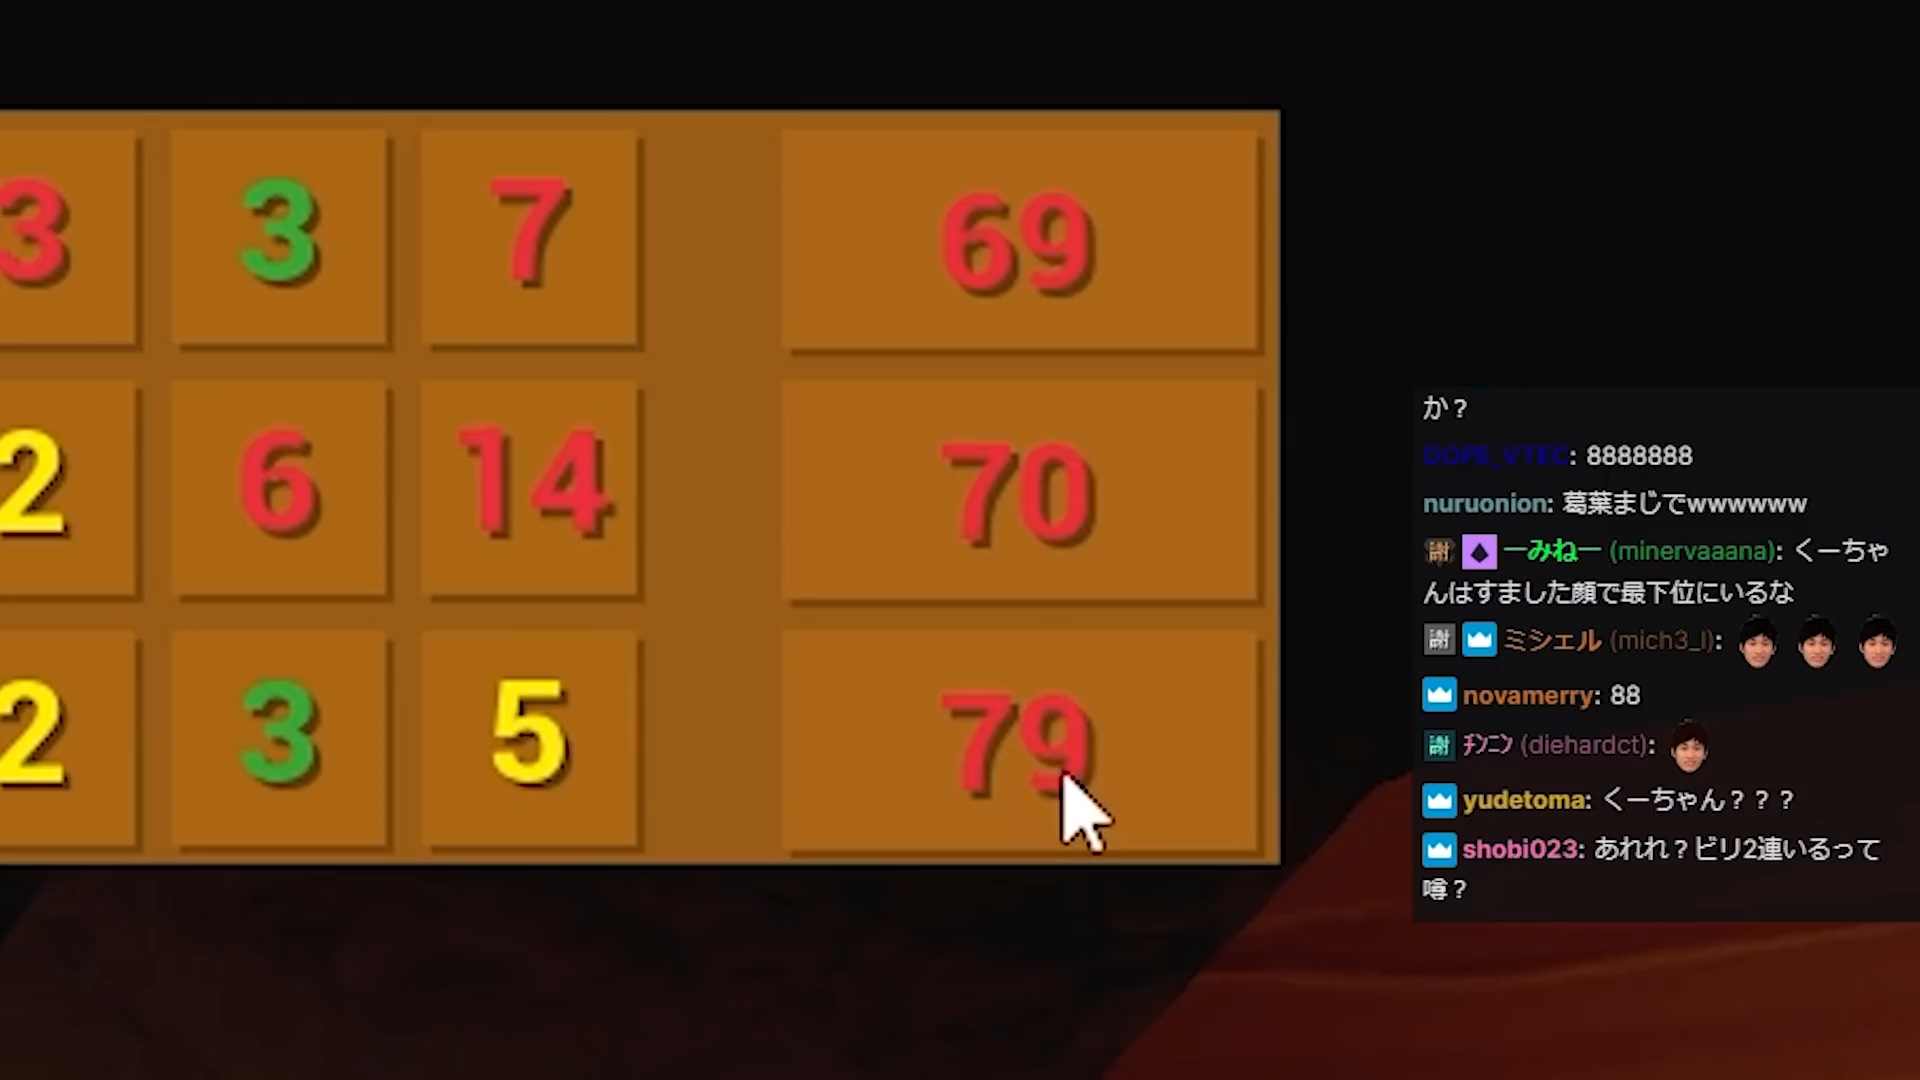 3 3 7 69
2 6 14 70
2 3 5 79
か？
DOPE_VTEC: 8888888
nuruonion: 葛葉まじでwwwwww
謝 ーみねー (minervaaana): くーちゃ
んはすました顔で最下位にいるな
謝 ミシェル (mich3_l):
novamerry: 88
謝 ﾁﾝﾆﾝ (diehardct):
yudetoma: くーちゃん？？？
shobi023: あれれ？ビリ2連いるって
噂？